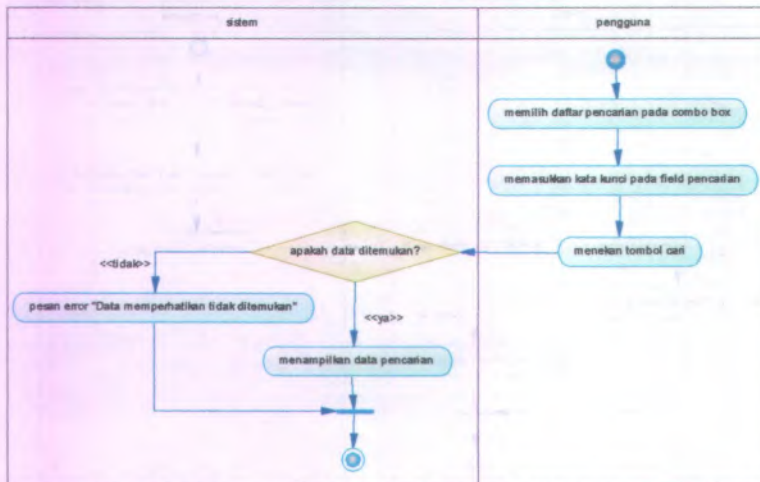 sistem
pengguna
memilih daftar pencarian pada combo box
memasukkan kata kunci pada field pencarian
apakah data ditemukan?
menekan tombol cari
<<tidak>>
pesan error "Data memperhatikan tidak ditemukan"
<<ya>>
menampilkan data pencarian